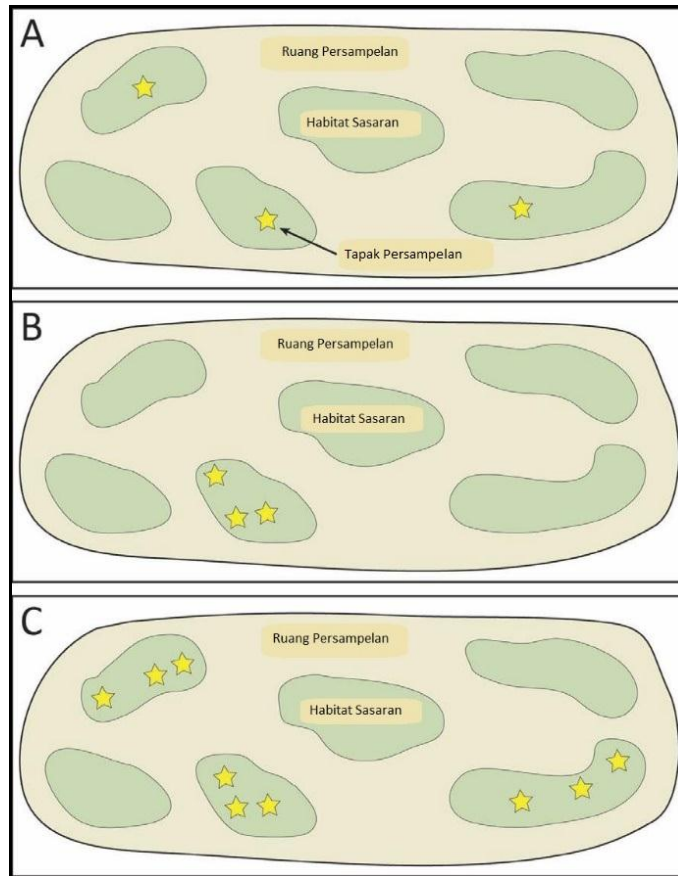 A
Ruang Persampelan
Habitat Sasaran
Tapak Persampelan
B
Ruang Persampelan
Habitat Sasaran
C
Ruang Persampelan
Habitat Sasaran